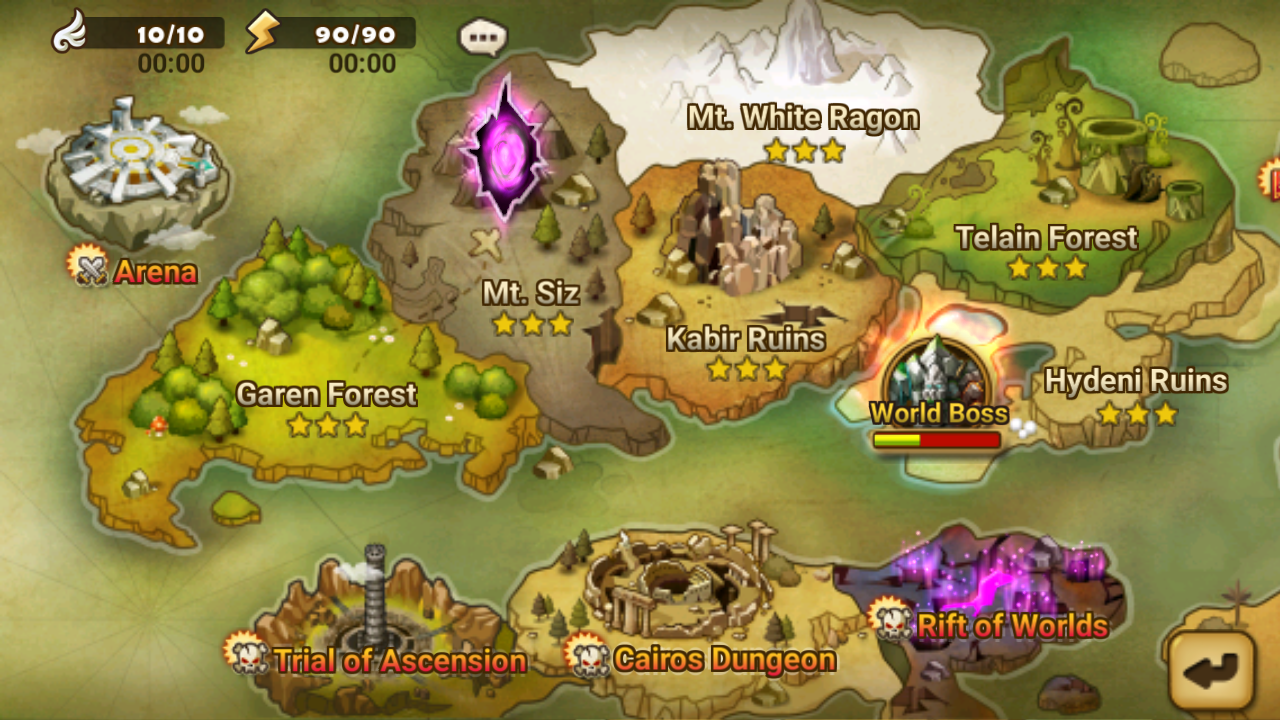 10/10
90/90
00:00
00:00
Mt. White Ragon
Telain Forest
Arena
Mt. Siz
Kabir Ruins
Garen Forest
Hydeni Ruins
World Boss
Rift of Worlds
Trial of Ascension
Cairos Dungeon